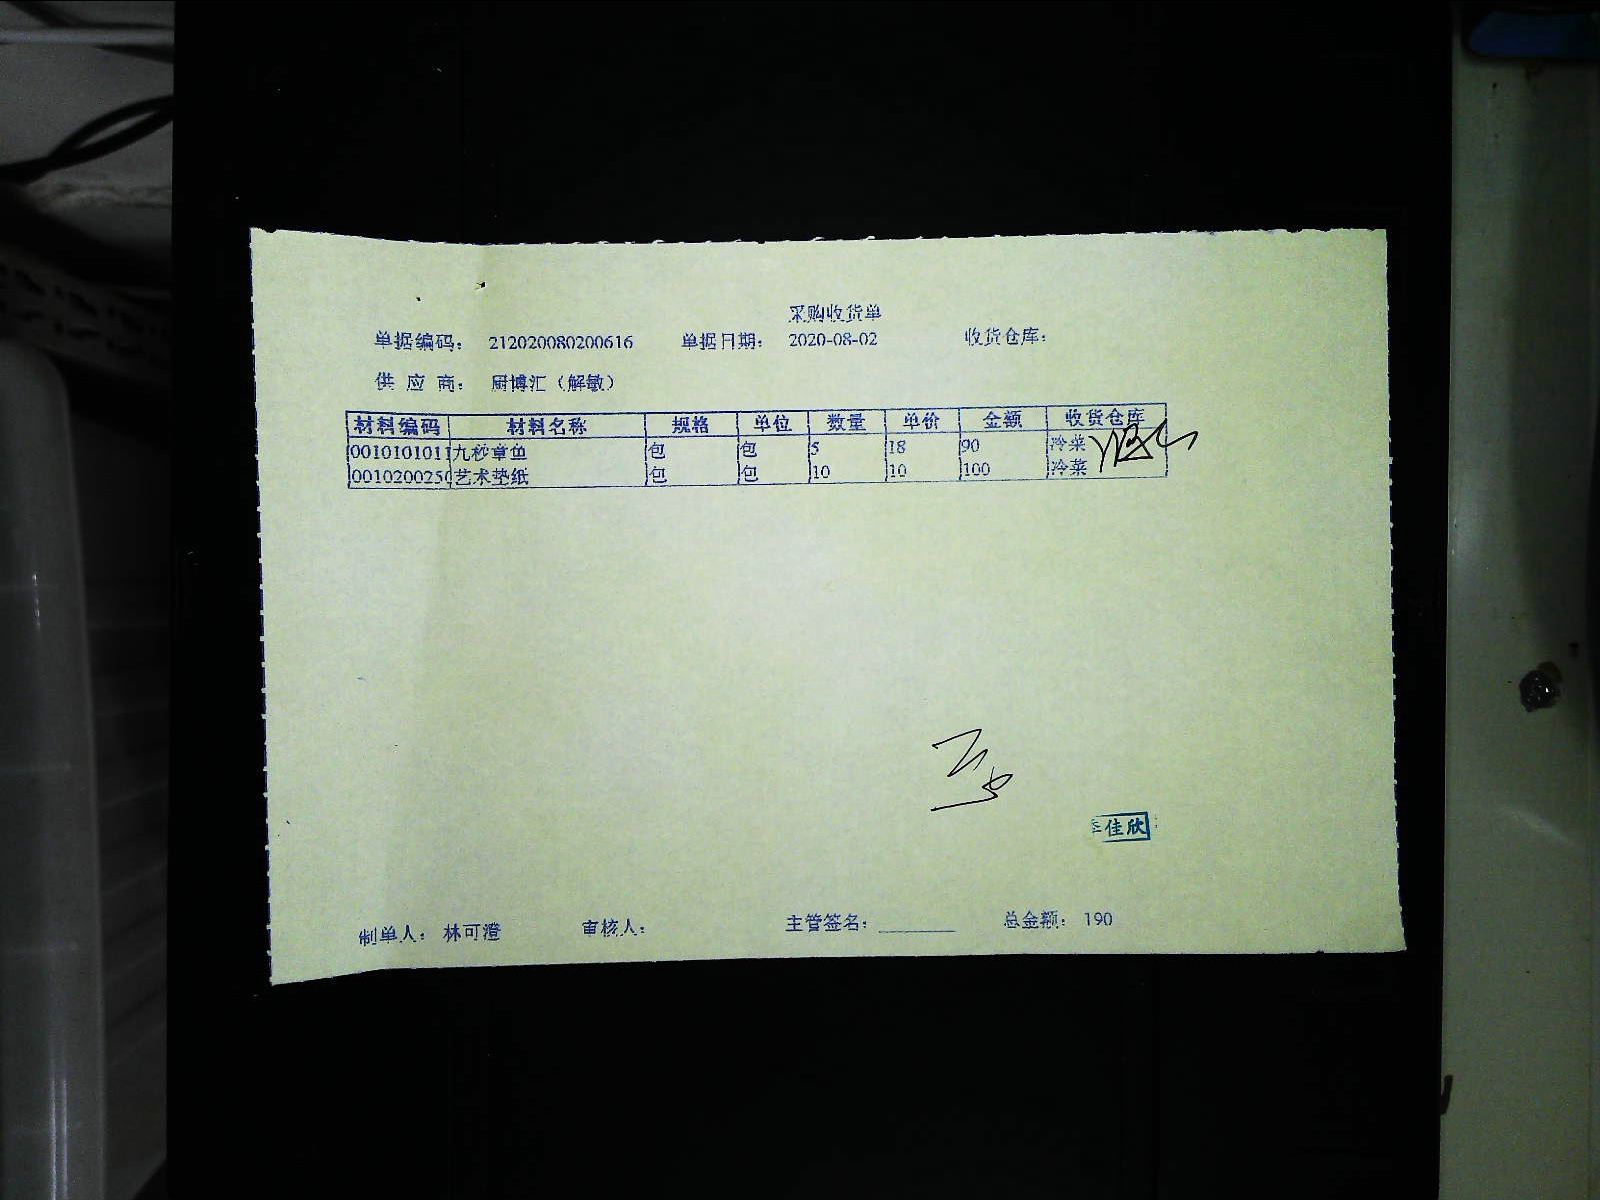 采购收货单
单据编码： 212020080200616 单据日期： 2020-08-02 收货仓库：
供 应 商： 厨博汇（解敏）
材料编码 材料名称 规格 单位 数量 单价 金额 收货仓库
0010101011 九秒章鱼 包 包 5 18 90 冷菜
001020025 艺术垫纸 包 包 10 10 100 冷菜
佳欣
制单人： 林可澄 审核人： 主管签名： 总金额： 190